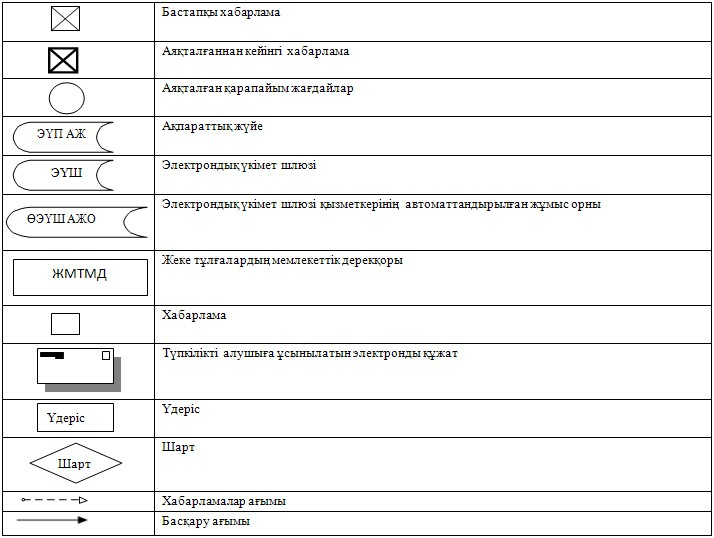 Бастапқы хабарлама
Аяқталғаннан кейінгі хабарлама
Аяқталған қарапайым жағдайлар
ЭҮП АЖ
Ақпараттық жүйе
ЭҮШ
Электрондық үкімет шлюзі
ӨЭҮШ АЖО
Электрондық үкімет шлюзі қызметкерінің автоматтандырылған жұмыс орны
ЖМТМД
Жеке тұлғалардың мемлекеттік дерекқоры
Хабарлама
Түпкілікті алушыға ұсынылатын электронды құжат
Үдеріс
Үдеріс
Шарт
Шарт
Хабарламалар ағымы
Басқару ағымы